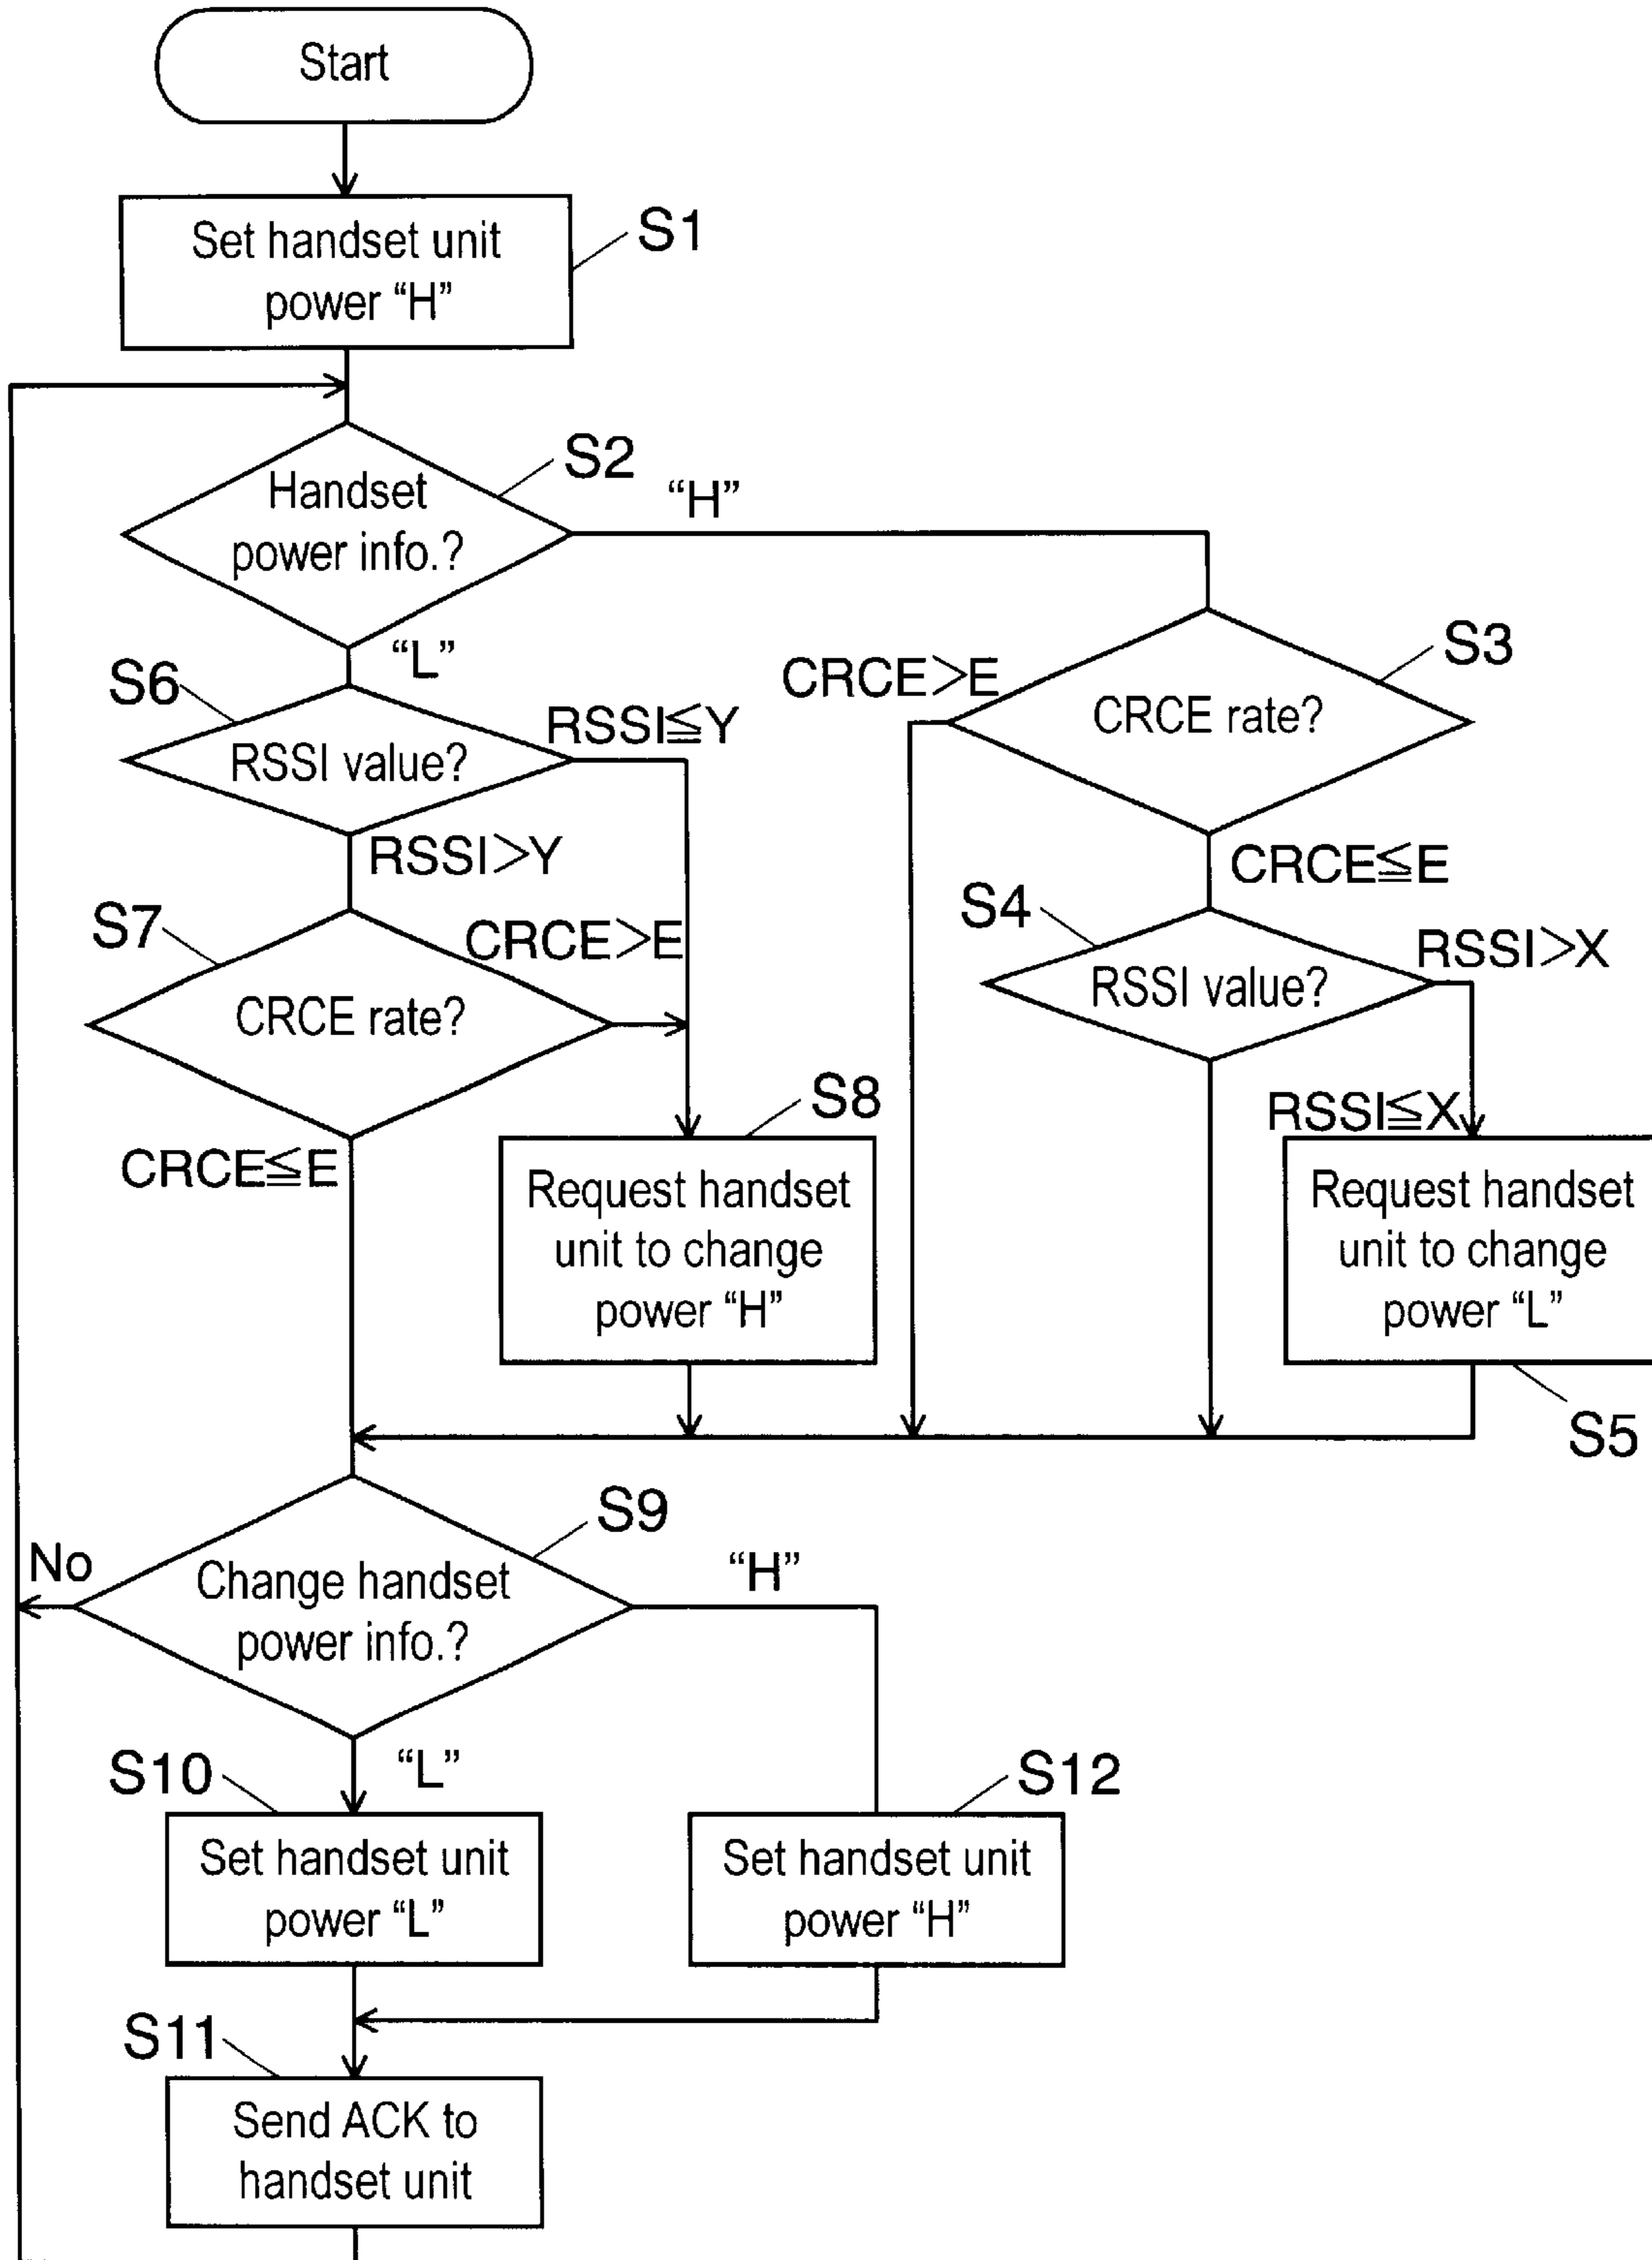 Start
Set handset unit
power “H”
S1
Handset
power info.?
S2
“H”
“L”
CRCE rate?
S3
CRCE>E
CRCE≦E
S6
RSSI value?
RSSI≦Y
RSSI>Y
S4
RSSI value?
RSSI>X
RSSI≦X
S7
CRCE rate?
CRCE>E
CRCE≦E
S8
Request handset
unit to change
power “H”
Request handset
unit to change
power “L”
S5
S9
Change handset
power info.?
No
“H”
“L”
S10
Set handset unit
power “L”
S12
Set handset unit
power “H”
S11
Send ACK to
handset unit